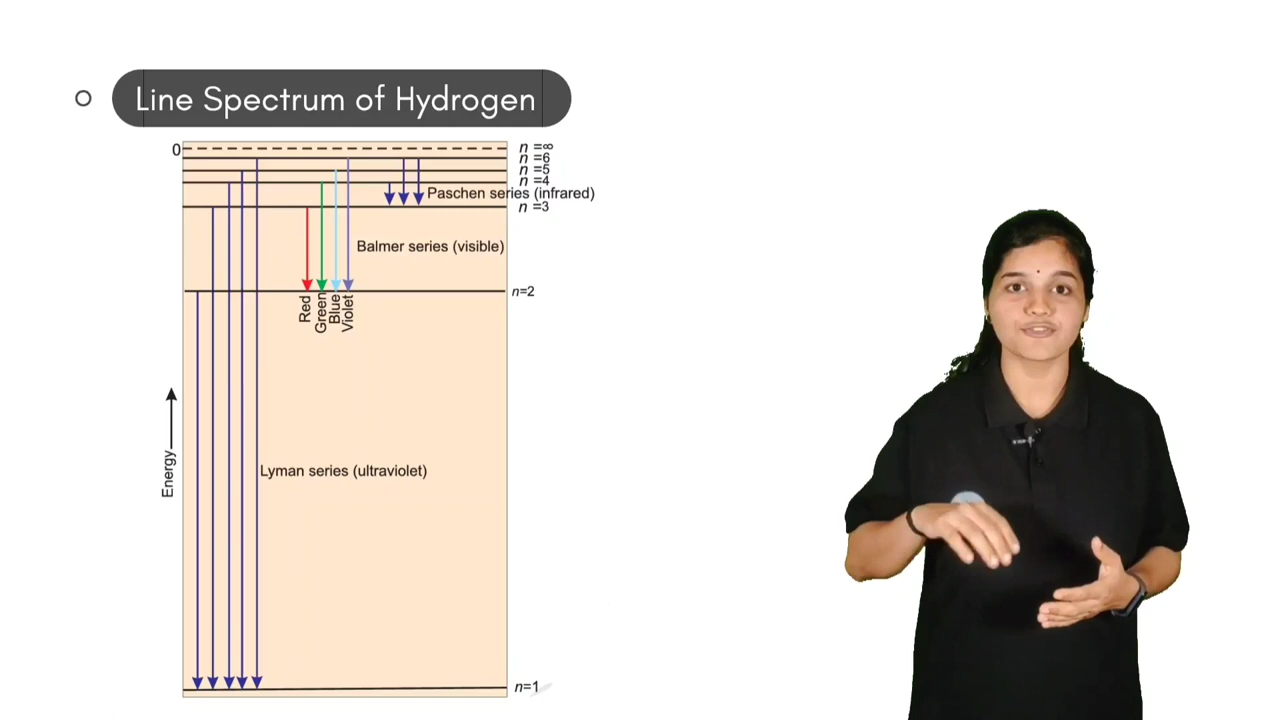 Line Spectrum of Hydrogen
0
n =∞
n =6
n =5
n =4
Paschen series (infrared)
n =3
Balmer series (visible)
n=2
Red
Green
Blue
Violet
Energy
Lyman series (ultraviolet)
n=1